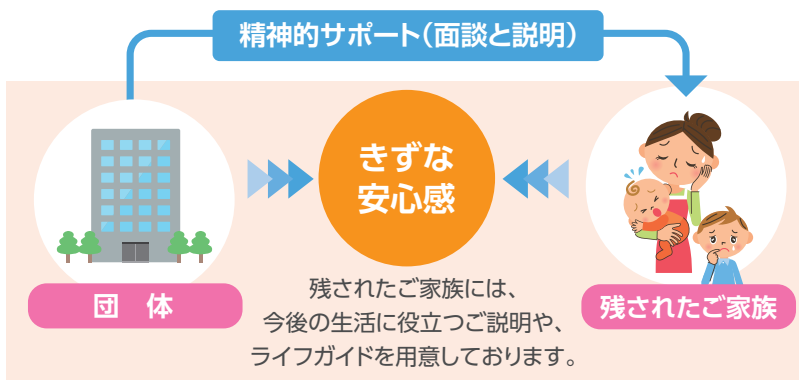 精神的サポート(面談と説明)
きずな
安心感
団　体
残されたご家族
残されたご家族には、
今後の生活に役立つご説明や、
ライフガイドを用意しております。